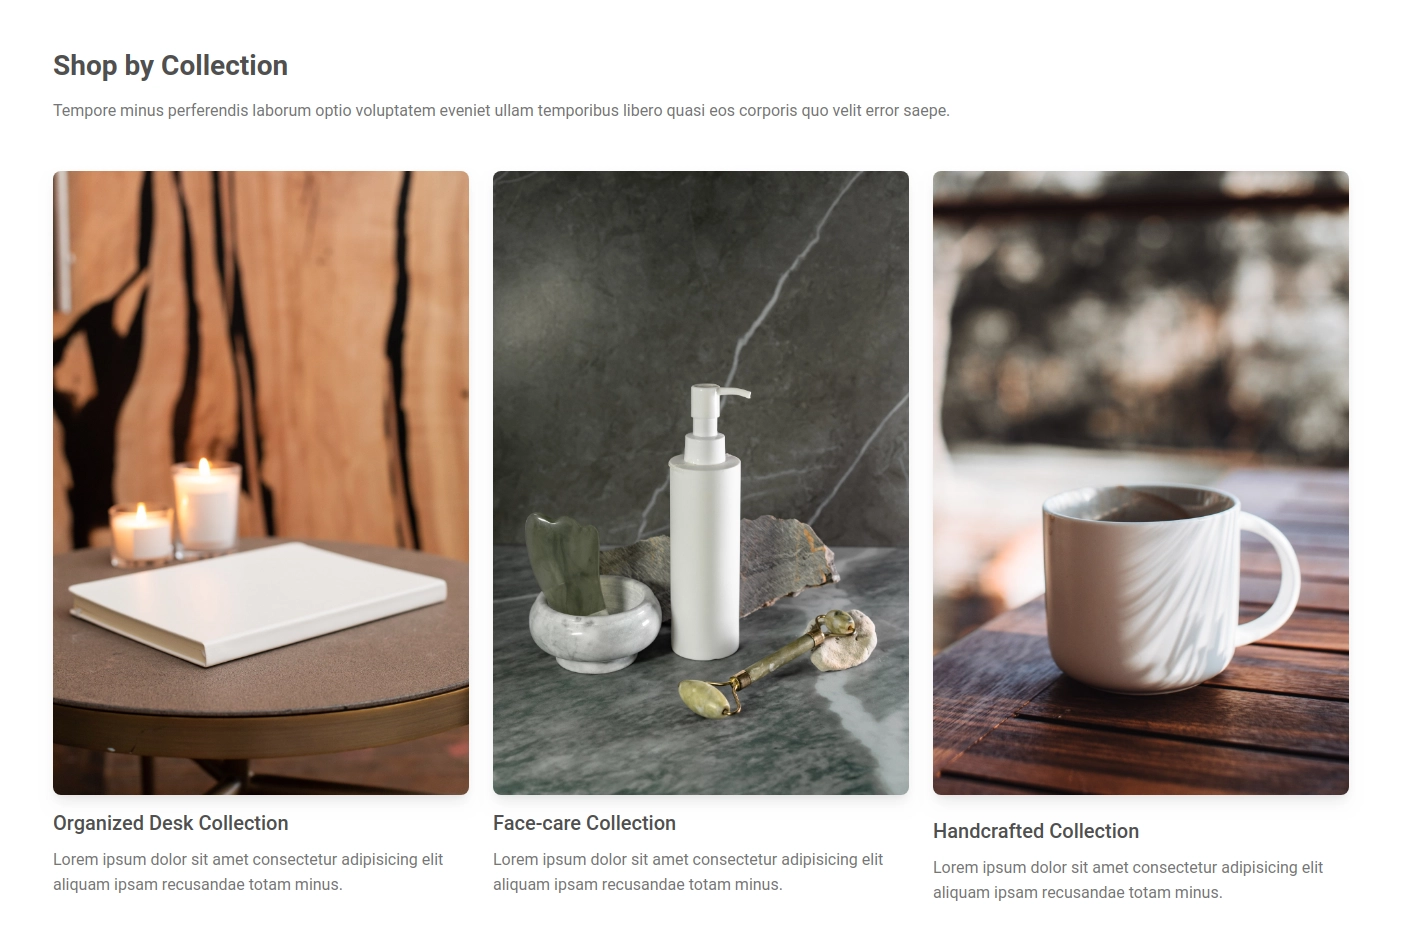 Shop by Collection
Tempore minus perferendis laborum optio voluptatem eveniet ullam temporibus libero quasi eos corporis quo velit error saepe.
Organized Desk Collection
Lorem ipsum dolor sit amet consectetur adipisicing elit
aliquam ipsam recusandae totam minus.
Face-care Collection
Lorem ipsum dolor sit amet consectetur adipisicing elit
aliquam ipsam recusandae totam minus.
Handcrafted Collection
Lorem ipsum dolor sit amet consectetur adipisicing elit
aliquam ipsam recusandae totam minus.